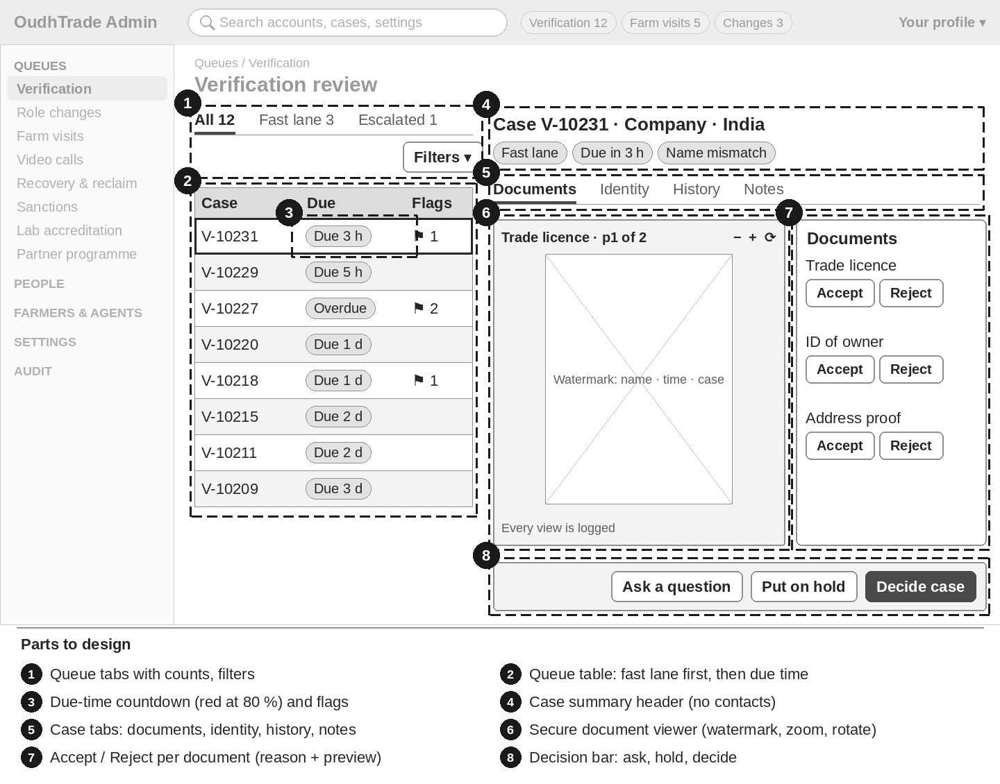 OudhTrade Admin
Search accounts, cases, settings
Verification 12
Farm visits 5
Changes 3
Your profile ▾
QUEUES
Verification
Role changes
Farm visits
Video calls
Recovery & reclaim
Sanctions
Lab accreditation
Partner programme
PEOPLE
FARMERS & AGENTS
SETTINGS
AUDIT
Queues / Verification
Verification review
1
All 12 Fast lane 3 Escalated 1
Filters ▾
2
Case Due Flags
3
V-10231 Due 3 h ⚑ 1
V-10229 Due 5 h
V-10227 Overdue ⚑ 2
V-10220 Due 1 d
V-10218 Due 1 d ⚑ 1
V-10215 Due 2 d
V-10211 Due 2 d
V-10209 Due 3 d
4
Case V-10231 · Company · India
Fast lane Due in 3 h Name mismatch
5
Documents Identity History Notes
6
Trade licence · p1 of 2 − + ⟳
Watermark: name · time · case
Every view is logged
7
Documents
Trade licence
Accept Reject
ID of owner
Accept Reject
Address proof
Accept Reject
8
Ask a question Put on hold Decide case
Parts to design
1 Queue tabs with counts, filters
2 Queue table: fast lane first, then due time
3 Due-time countdown (red at 80 %) and flags
4 Case summary header (no contacts)
5 Case tabs: documents, identity, history, notes
6 Secure document viewer (watermark, zoom, rotate)
7 Accept / Reject per document (reason + preview)
8 Decision bar: ask, hold, decide